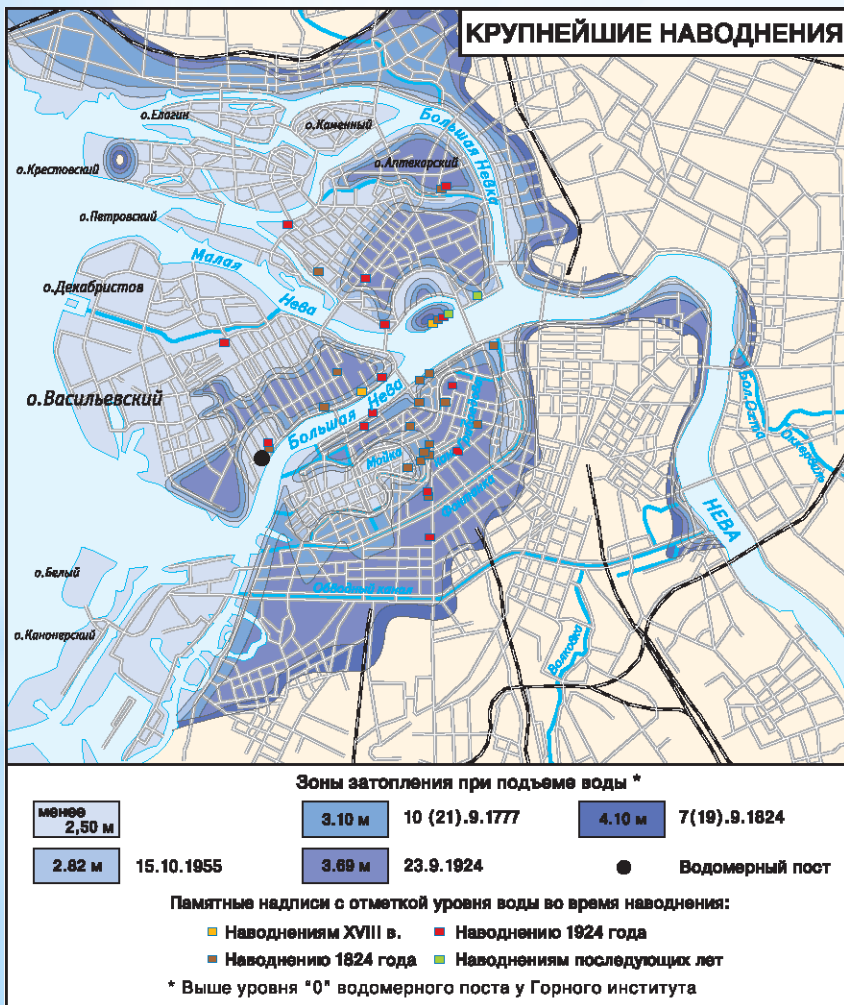 КРУПНЕЙШИЕ НАВОДНЕНИЯ
о.Елагин
о.Каменный
Большая Невка
о.Аптекарский
о.Крестовский
о.Петровский
Малая
Нева
о.Декабристов
о.Васильевский
Большая Нева
Мойка
Фонтанка
Бол.Охта
Оккервиль
НЕВА
о.Белый
Обводный канал
о.Канонерский
Волковка
Зоны затопления при подъеме воды *
менее
2,50 м
3.10 м 10 (21).9.1777
4.10 м 7(19).9.1824
2.82 м 15.10.1955
3.69 м 23.9.1924
Водомерный пост
Памятные надписи с отметкой уровня воды во время наводнения:
Наводнениям XVIII в.
Наводнению 1924 года
Наводнению 1824 года
Наводнениям последующих лет
* Выше уровня "0" водомерного поста у Горного института